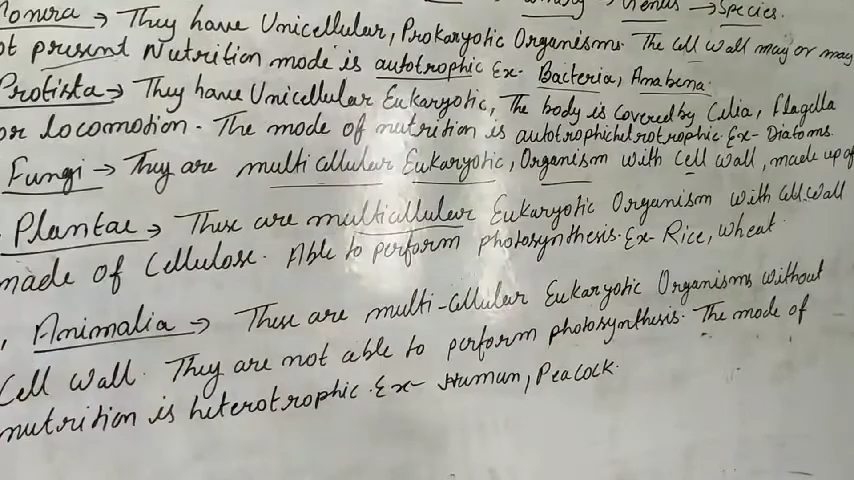 Genus → Species.
Monera → They have Unicellular, Prokaryotic Organisms. The cell wall may or may
ot present Nutrition mode is autotrophic Ex- Bacteria, Anabena.
Protista → They have Unicellular Eukaryotic, The body is covered by Cilia, Flagella
or locomotion. The mode of nutrition is autotrophic Ex- Diatoms.
Fungi → They are multi cellular Eukaryotic, Organism with cell wall, made up of
Plantae → These are multicellular Eukaryotic Organism with cell wall
made of Cellulose. Able to perform photosynthesis. Ex- Rice, Wheat
, Animalia → These are multi-cellular Eukaryotic Organisms without
Cell Wall. They are not able to perform photosynthesis. The mode of
nutrition is heterotrophic. Ex- Human, Peacock.